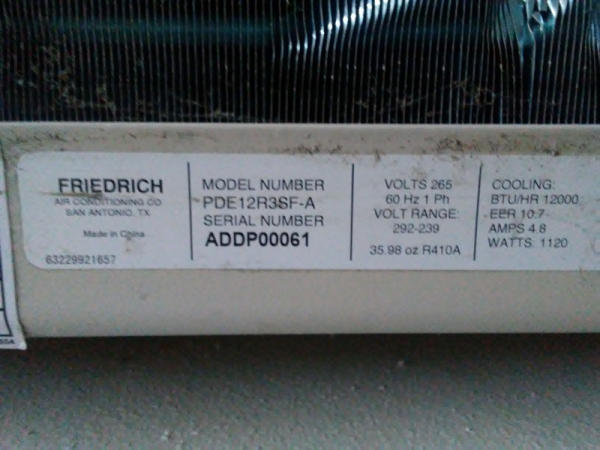 FRIEDRICH
AIR CONDITIONING CO
SAN ANTONIO, TX
Made in China
63229921657
MODEL NUMBER
PDE12R3SF-A
SERIAL NUMBER
ADDP00061
VOLTS 265
60 Hz 1 Ph
VOLT RANGE:
292-239
35.98 oz R410A
COOLING:
BTU/HR 12000
EER 10.7
AMPS 4.8
WATTS: 1120